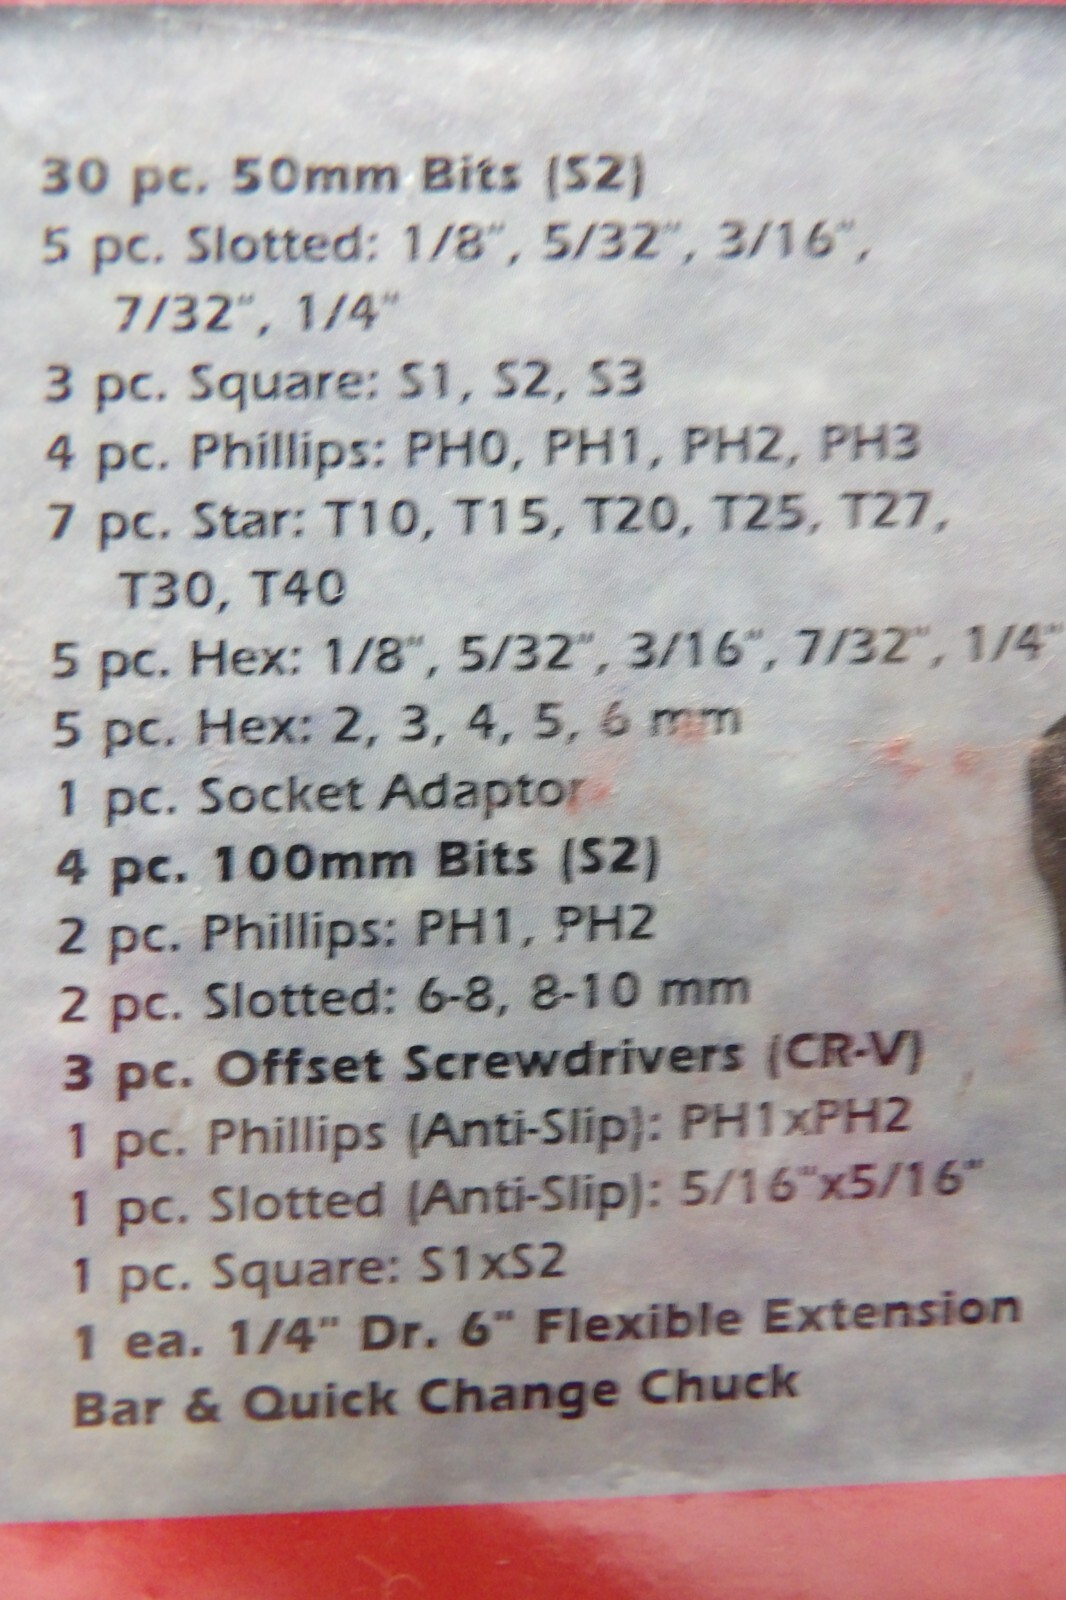 30 pc. 50mm Bits (S2)
5 pc. Slotted: 1/8", 5/32", 3/16",
7/32", 1/4"
3 pc. Square: S1, S2, S3
4 pc. Phillips: PH0, PH1, PH2, PH3
7 pc. Star: T10, T15, T20, T25, T27,
T30, T40
5 pc. Hex: 1/8", 5/32", 3/16", 7/32", 1/4"
5 pc. Hex: 2, 3, 4, 5, 6 mm
1 pc. Socket Adaptor
4 pc. 100mm Bits (S2)
2 pc. Phillips: PH1, PH2
2 pc. Slotted: 6-8, 8-10 mm
3 pc. Offset Screwdrivers (CR-V)
1 pc. Phillips (Anti-Slip): PH1xPH2
1 pc. Slotted (Anti-Slip): 5/16"x5/16"
1 pc. Square: S1xS2
1 ea. 1/4" Dr. 6" Flexible Extension
Bar & Quick Change Chuck